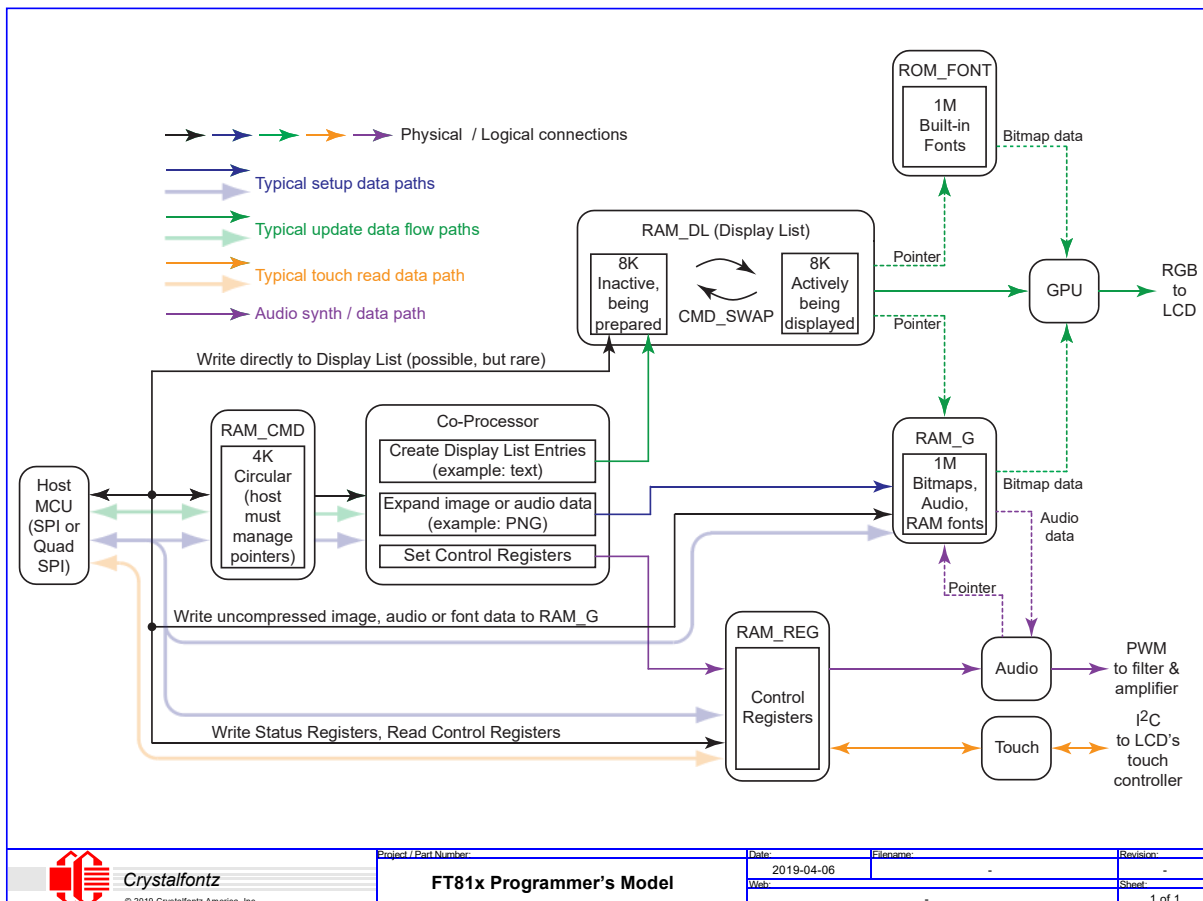 ROM_FONT
1M
Built-in
Fonts
Bitmap data
Physical / Logical connections
Typical setup data paths
Typical update data flow paths
Typical touch read data path
Audio synth / data path
RAM_DL (Display List)
8K
Inactive,
being
prepared
CMD_SWAP
8K
Actively
being
displayed
Pointer
Pointer
GPU
RGB
to
LCD
Write directly to Display List (possible, but rare)
Host
MCU
(SPI or
Quad
SPI)
RAM_CMD
4K
Circular
(host
must
manage
pointers)
Co-Processor
Create Display List Entries
(example: text)
Expand image or audio data
(example: PNG)
Set Control Registers
RAM_G
1M
Bitmaps,
Audio,
RAM fonts
Bitmap data
Audio
data
Pointer
Write uncompressed image, audio or font data to RAM_G
RAM_REG
Control
Registers
Write Status Registers, Read Control Registers
Audio
PWM
to filter &
amplifier
Touch
I2C
to LCD's
touch
controller
Crystalfontz
© 2019 Crystalfontz America, Inc.
Project / Part Number:
FT81x Programmer's Model
Date:
2019-04-06
Filename:
-
Revision:
-
Web:
-
Sheet:
1 of 1